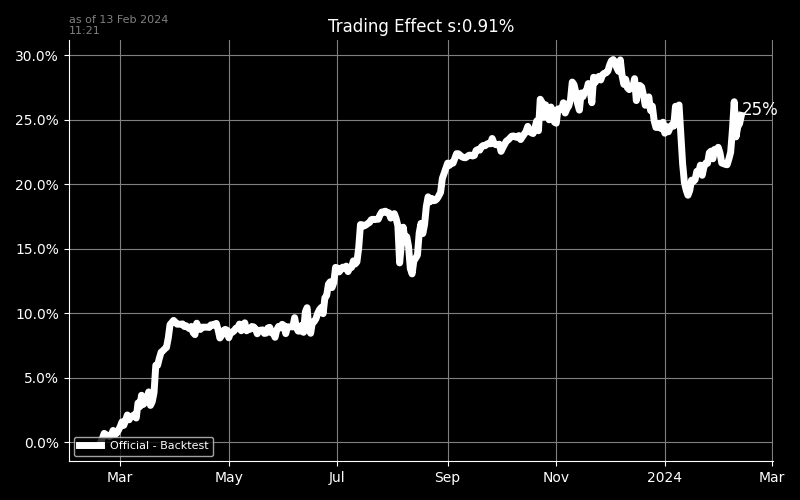 as of 13 Feb 2024
11:21
Trading Effect s:0.91%
30.0%
25.0%
20.0%
15.0%
10.0%
5.0%
0.0%
25%
Official - Backtest
Mar May Jul Sep Nov 2024 Mar